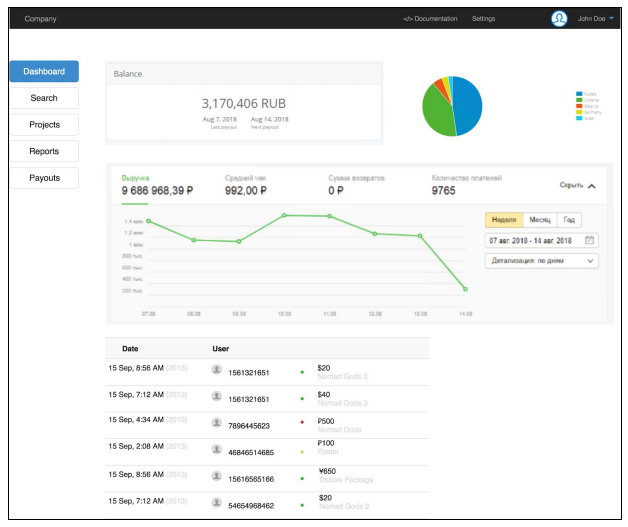 Company
</> Documentation
Settings
John Doe
Dashboard
Search
Projects
Reports
Payouts
Balance
3,170,406 RUB
Aug 7, 2018 Aug 14, 2018
Last payout Next payout
Russia
Ukraine
Belarus
Germany
Israel
Выручка Средний чек Сумма возвратов Количество платежей
9 686 968,39 ₽ 992,00 ₽ 0 ₽ 9765
Скрыть
Неделя Месяц Год
07 авг. 2018 - 14 авг. 2018
Детализация: по дням
1,4 млн
1,2 млн
1 млн
800 тыс.
600 тыс.
400 тыс.
200 тыс.
07.08 08.08 09.08 10.08 11.08 12.08 13.08 14.08
Date User
15 Sep, 8:56 AM (2013) 1561321651 $20
Nomad Gods 2
15 Sep, 7:12 AM (2013) 1561321651 $40
Nomad Gods 3
15 Sep, 4:34 AM (2013) 7896445623 ₽500
Nomad Gods
15 Sep, 2:08 AM (2013) 46846514685 ₽100
Poster
15 Sep, 8:56 AM (2013) 15616565166 ¥650
Deluxe Package
15 Sep, 7:12 AM (2013) 54654968462 $20
Nomad Gods 2